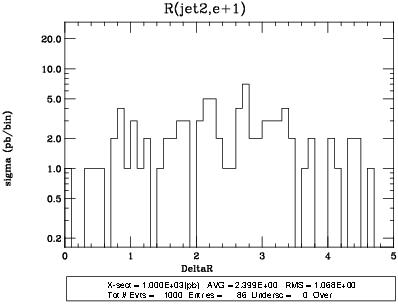 R(jet2,e+1)
20.0
10.0
5.0
2.0
1.0
0.5
0.2
sigma (pb/bin)
0 1 2 3 4 5
DeltaR
X-sect = 1.000E+03(pb) AVG = 2.399E+00 RMS = 1.068E+00
Tot # Evts = 1000 Entries = 86 Undersc = 0 Over